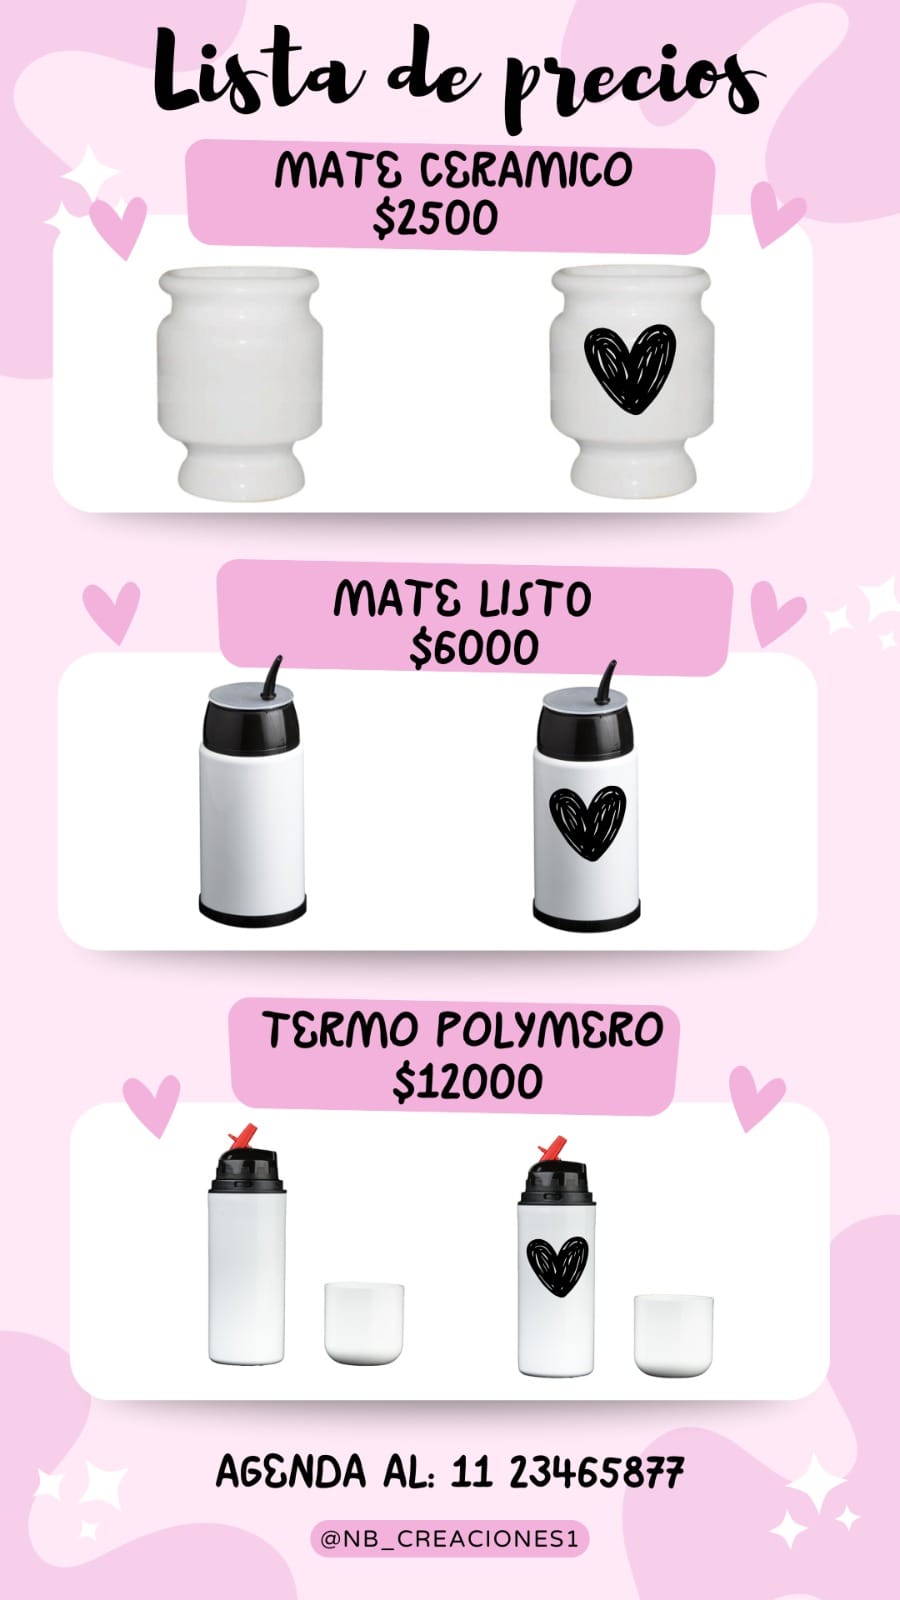 Lista de precios
MATE CERAMICO
$2500
MATE LISTO
$6000
TERMO POLYMERO
$12000
AGENDA AL: 11 23465877
@NB_CREACIONES1